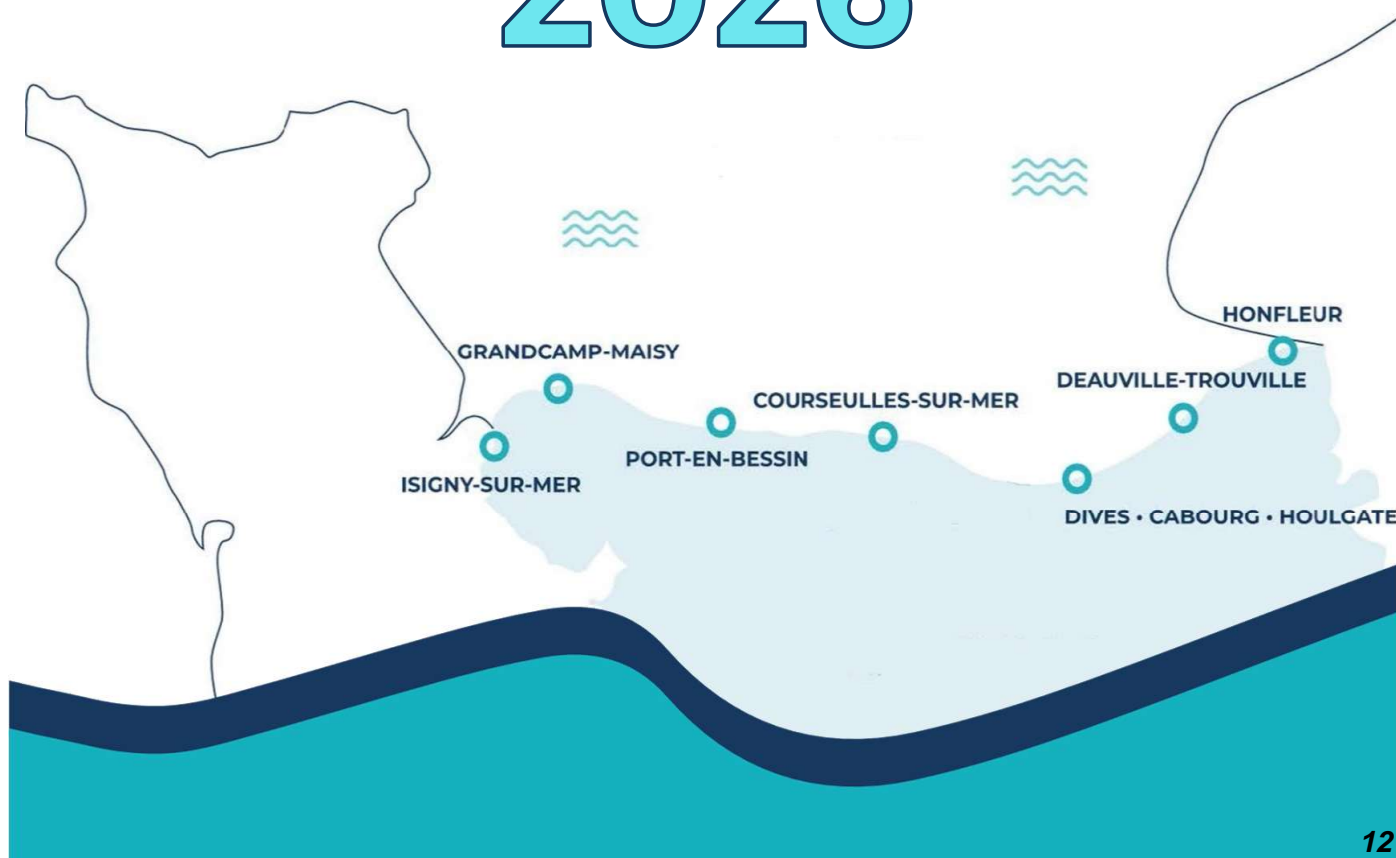 2026
HONFLEUR
GRANDCAMP-MAISY
DEAUVILLE-TROUVILLE
COURSEULLES-SUR-MER
PORT-EN-BESSIN
ISIGNY-SUR-MER
DIVES • CABOURG • HOULGATE
12